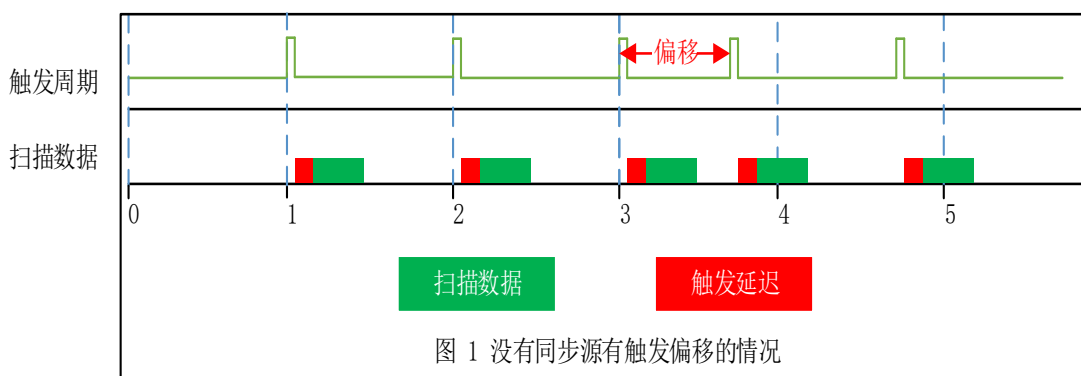 偏移
触发周期
扫描数据
0 1 2 3 4 5
扫描数据 触发延迟
图 1 没有同步源有触发偏移的情况